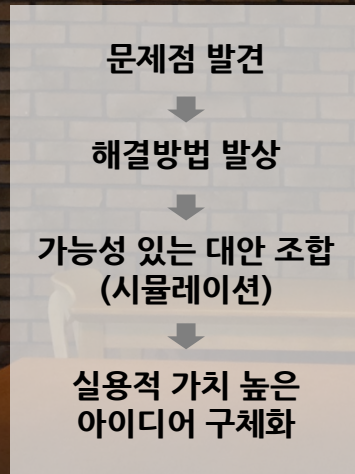 문제점 발견
해결방법 발상
가능성 있는 대안 조합
(시뮬레이션)
실용적 가치 높은
아이디어 구체화